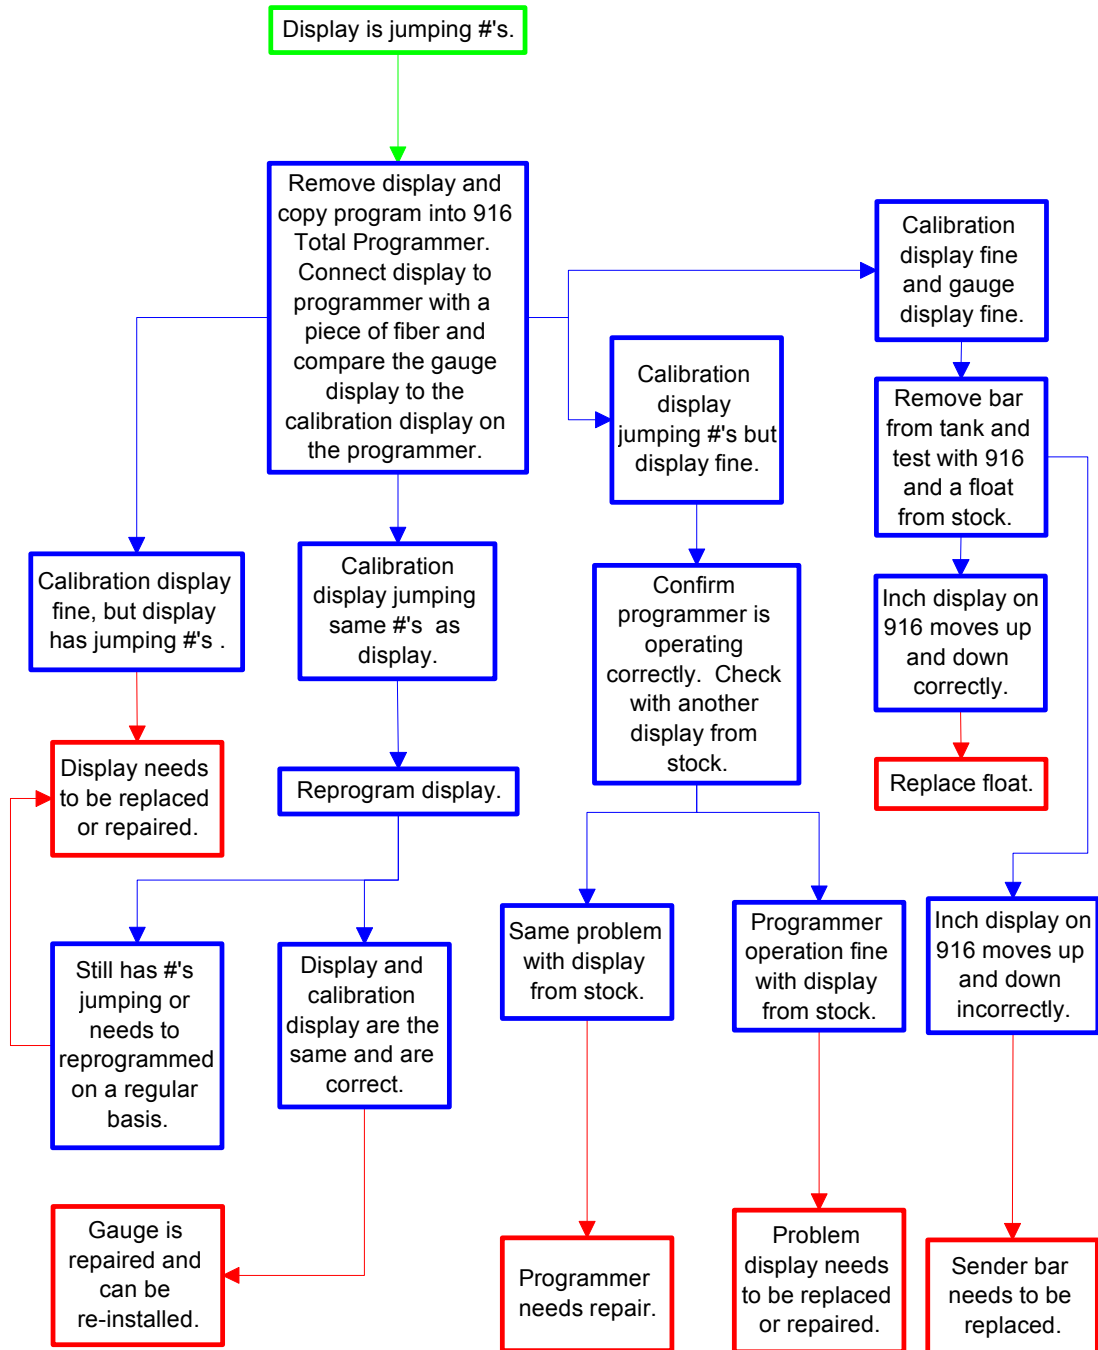 Display is jumping #'s.
Remove display and
copy program into 916
Total Programmer.
Connect display to
programmer with a
piece of fiber and
compare the gauge
display to the
calibration display on
the programmer.
Calibration
display fine
and gauge
display fine.
Calibration
display
jumping #'s but
display fine.
Remove bar
from tank and
test with 916
and a float
from stock.
Calibration display
fine, but display
has jumping #'s .
Calibration
display jumping
same #'s as
display.
Confirm
programmer is
operating
correctly. Check
with another
display from
stock.
Inch display on
916 moves up
and down
correctly.
Display needs
to be replaced
or repaired.
Reprogram display.
Replace float.
Still has #'s
jumping or
needs to
reprogrammed
on a regular
basis.
Display and
calibration
display are the
same and are
correct.
Same problem
with display
from stock.
Programmer
operation fine
with display
from stock.
Inch display on
916 moves up
and down
incorrectly.
Gauge is
repaired and
can be
re-installed.
Programmer
needs repair.
Problem
display needs
to be replaced
or repaired.
Sender bar
needs to be
replaced.